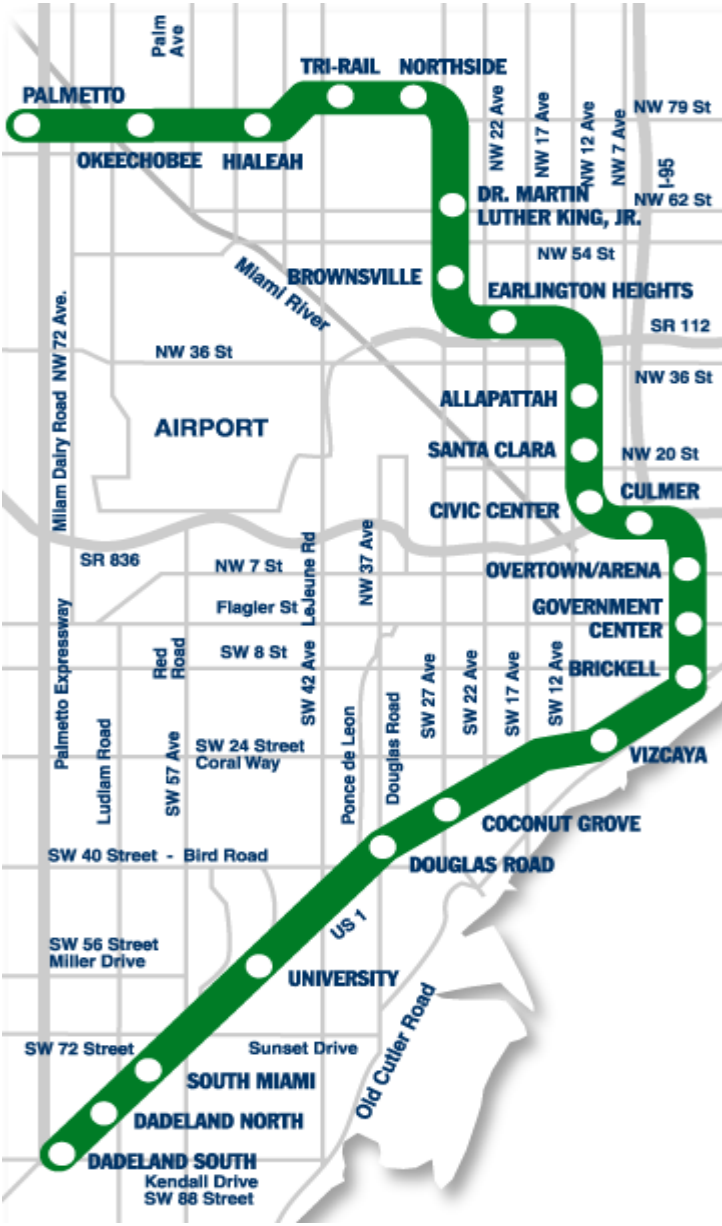 Palm
Ave
TRI-RAIL
NORTHSIDE
PALMETTO
OKEECHOBEE
HIALEAH
NW 22 Ave
NW 17 Ave
NW 12 Ave
NW 7 Ave
I-95
NW 79 St
DR. MARTIN
LUTHER KING, JR.
NW 62 St
NW 54 St
Miami River
BROWNSVILLE
EARLINGTON HEIGHTS
SR 112
NW 36 St
NW 36 St
Milam Dairy Road NW 72 Ave.
AIRPORT
ALLAPATTAH
SANTA CLARA
NW 20 St
CIVIC CENTER
CULMER
SR 836
NW 7 St
LeJeune Rd
NW 37 Ave
OVERTOWN/ARENA
Flagler St
GOVERNMENT
CENTER
Palmetto Expressway
Red
Road
SW 8 St
SW 42 Ave
SW 27 Ave
SW 22 Ave
SW 17 Ave
SW 12 Ave
BRICKELL
Ludlam Road
SW 57 Ave
SW 24 Street
Coral Way
Ponce de Leon
Douglas Road
VIZCAYA
COCONUT GROVE
SW 40 Street - Bird Road
DOUGLAS ROAD
US 1
SW 56 Street
Miller Drive
UNIVERSITY
Old Cutler Road
SW 72 Street
Sunset Drive
SOUTH MIAMI
DADELAND NORTH
DADELAND SOUTH
Kendall Drive
SW 88 Street